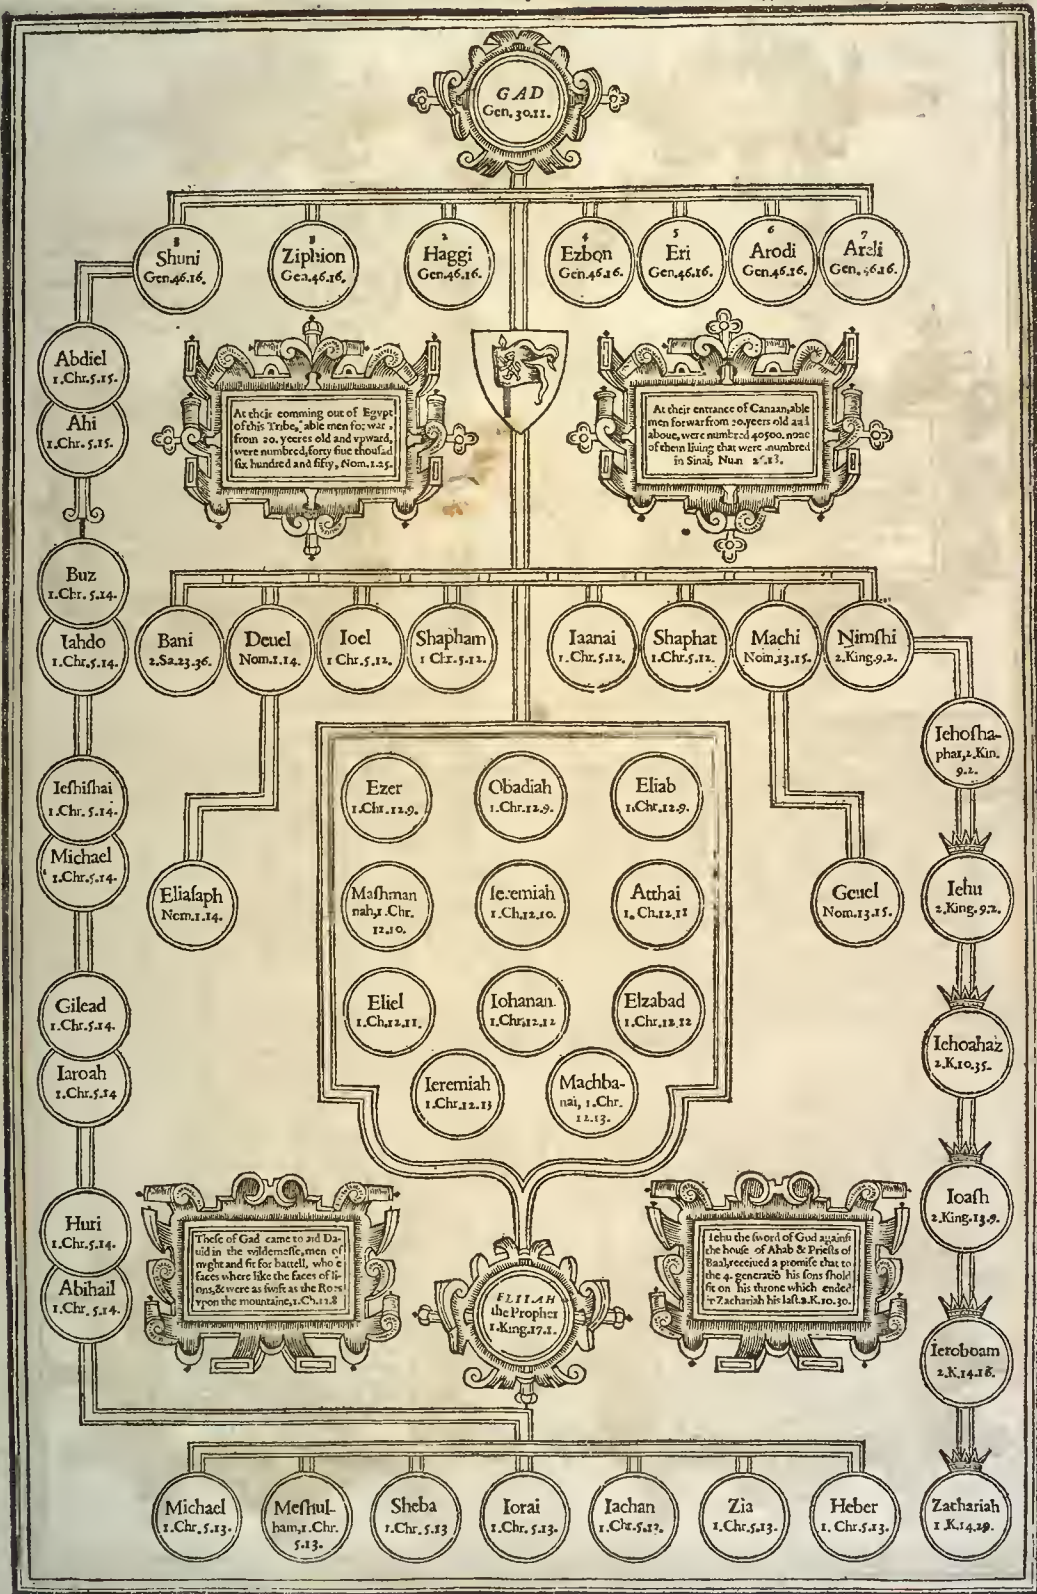 GAD
Gen. 30.11.
3
Shuni
Gen.46.16.
Ziphion
Gen.46.16.
2
Haggi
Gen.46.16.
4
Ezbon
Gen.46.16.
5
Eri
Gen.46.16.
6
Arodi
Gen.46.16.
7
Areli
Gen.46.16.
Abdiel
1.Chr.5.15.
Ahi
1.Chr.5.15.
At their comming out of Egypt
of this Tribe, able men for war,
from 20. yeeres old and vpward,
were numbred, forty fiue thousãd
six hundred and fifty, Nom.1.25.
At their entrance of Canaan, able
men for war from 20. yeers old and
aboue, were numbred 40500. none
of them liuing that were numbred
in Sinai, Num
Buz
1.Chr. 5.14.
Iahdo
1.Chr.5.14.
Bani
2.Sa.23.36.
Deuel
Nom.1.14.
Ioel
1 Chr.5.12.
Shapham
1 Chr.5.12.
Iaanai
1.Chr.5.12.
Shaphat
1.Chr.5.12.
Machi
Nom.13.15.
Nimſhi
2.King.9.2.
Iehoſha-
phat,2.Kin.
9.2.
Ieſhiſhai
1.Chr. 5.14.
Michael
1.Chr.5.14.
Ezer
1.Chr.12.9.
Obadiah
1.Chr.12.9.
Eliab
1.Chr.12.9.
Eliaſaph
Nom.1.14.
Maſhman
nah,1.Chr.
12.10.
Ieremiah
1.Ch.12.10.
Atthai
1. Ch.12.11
Geuel
Nom.13.15.
Iehu
2.King.9.2.
Gilead
1.Chr.5.14.
Iaroah
1.Chr.5.14
Eliel
1.Ch.12.11.
Iohanan.
1.Chr.12.12
Elzabad
1.Chr.12.12
Iehoahaz
2.K.10.35.
Ieremiah
1.Chr.12.13
Machba-
nai, 1.Chr.
12.13.
Huri
1.Chr.5.14.
Abihail
1.Chr. 5.14.
Theſe of Gad came to aid Da-
uid in the wilderneſſe, men of
myght and fit for battell, whoſe
faces where like the faces of li-
ons, & were as ſwift as the Roes
vpon the mountaine, 1.Ch.12.8
ELIIAH
the Prophet
1.King.17.1.
Iehu the ſword of God againſt
the houſe of Ahab & Prieſts of
Baal, receiued a promiſe that to
the 4. generatiõ his ſons ſhold
ſit on his throne which ended
Zachariah his laſt.2.K.10.30.
Ioaſh
2.King.13.9.
Ieroboam
2.K.14.16.
Michael
1.Chr.5.13.
Meſhul-
ham,1.Chr.
5.13.
Sheba
1.Chr.5.13
Iorai
1.Chr. 5.13.
Iachan
1.Chr.5.13.
Zia
1.Chr.5.13.
Heber
1. Chr.5.13.
Zachariah
1 .K.14.29.